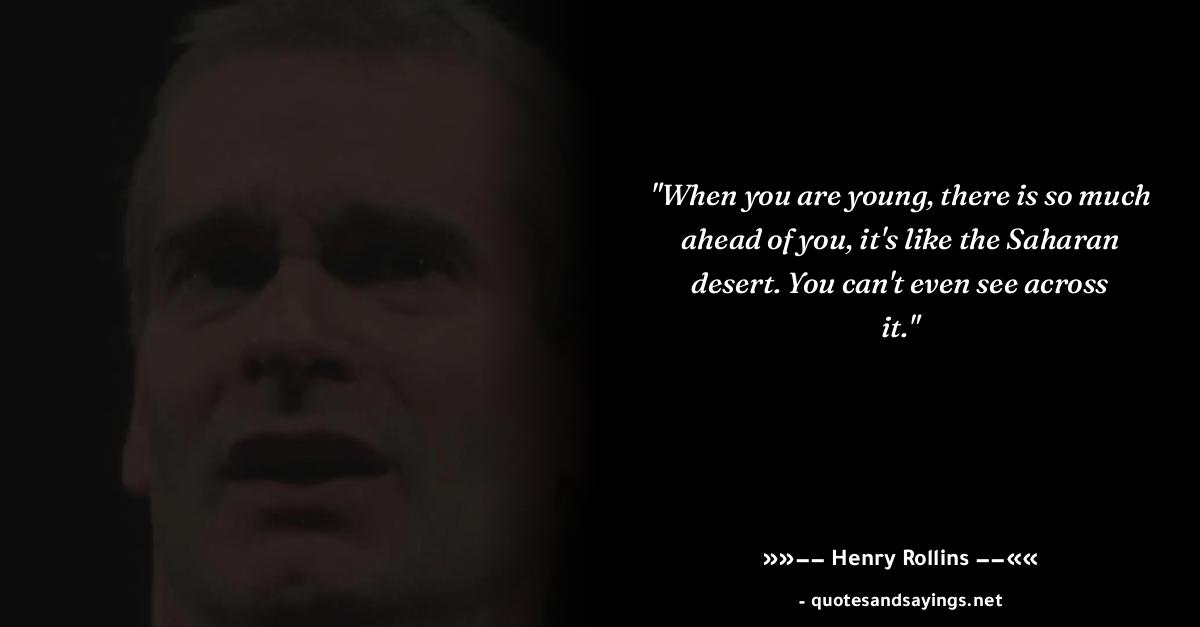 "When you are young, there is so much
ahead of you, it's like the Saharan
desert. You can't even see across
it."
»»−− Henry Rollins −−««
- quotesandsayings.net